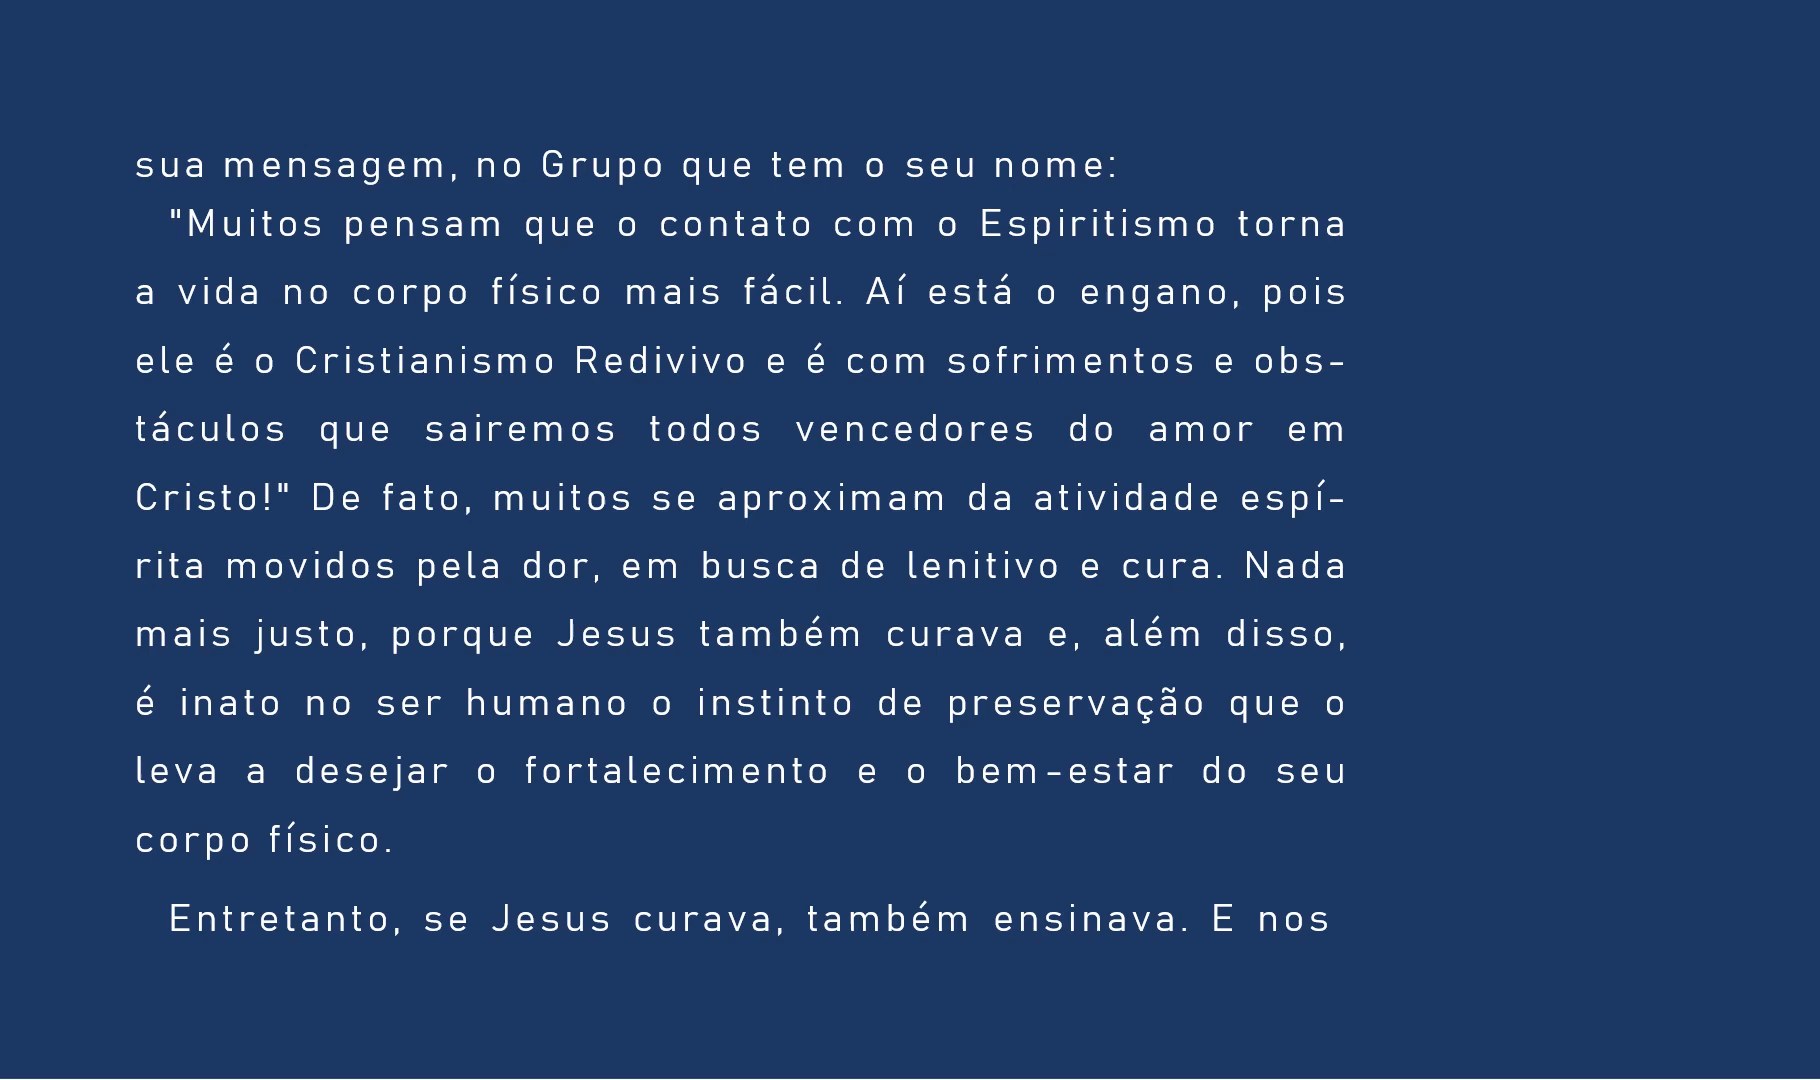 sua mensagem, no Grupo que tem o seu nome:
"Muitos pensam que o contato com o Espiritismo torna
a vida no corpo físico mais fácil. Aí está o engano, pois
ele é o Cristianismo Redivivo e é com sofrimentos e obs-
táculos que sairemos todos vencedores do amor em
Cristo!" De fato, muitos se aproximam da atividade espí-
rita movidos pela dor, em busca de lenitivo e cura. Nada
mais justo, porque Jesus também curava e, além disso,
é inato no ser humano o instinto de preservação que o
leva a desejar o fortalecimento e o bem-estar do seu
corpo físico.
Entretanto, se Jesus curava, também ensinava. E nos